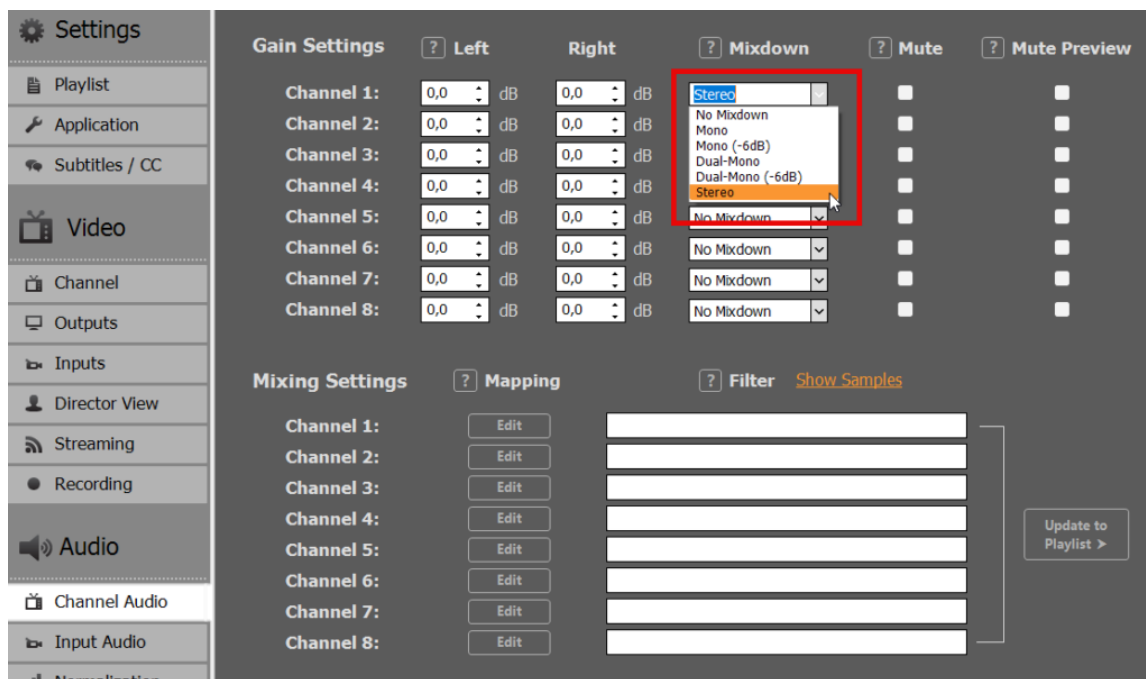 Settings
Playlist
Application
Subtitles / CC
Video
Channel
Outputs
Inputs
Director View
Streaming
Recording
Audio
Channel Audio
Input Audio
Gain Settings ? Left Right ? Mixdown ? Mute ? Mute Preview
Channel 1: 0,0 dB 0,0 dB Stereo
No Mixdown
Mono
Mono (-6dB)
Dual-Mono
Dual-Mono (-6dB)
Stereo
Channel 2: 0,0 dB 0,0 dB
Channel 3: 0,0 dB 0,0 dB
Channel 4: 0,0 dB 0,0 dB
Channel 5: 0,0 dB 0,0 dB No Mixdown
Channel 6: 0,0 dB 0,0 dB No Mixdown
Channel 7: 0,0 dB 0,0 dB No Mixdown
Channel 8: 0,0 dB 0,0 dB No Mixdown
Mixing Settings ? Mapping ? Filter Show Samples
Channel 1: Edit
Channel 2: Edit
Channel 3: Edit
Channel 4: Edit
Channel 5: Edit
Channel 6: Edit
Channel 7: Edit
Channel 8: Edit
Update to
Playlist ➤